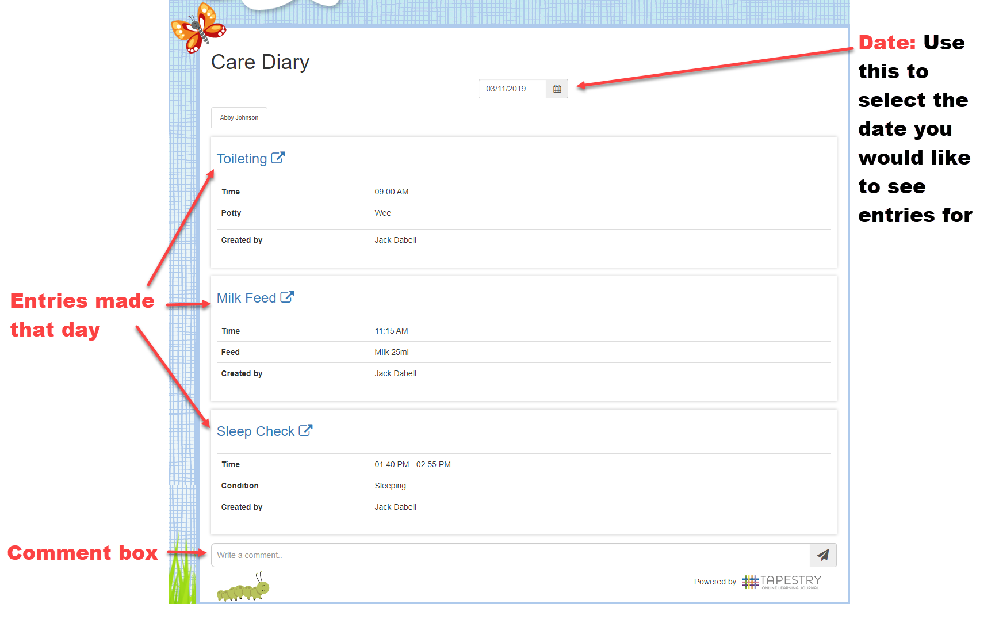 Date: Use
this to
select the
date you
would like
to see
entries for
Care Diary
03/11/2019
Abby Johnson
Toileting
Time 09:00 AM
Potty Wee
Created by Jack Dabell
Entries made
that day
Milk Feed
Time 11:15 AM
Feed Milk 25ml
Created by Jack Dabell
Sleep Check
Time 01:40 PM - 02:55 PM
Condition Sleeping
Created by Jack Dabell
Comment box
Write a comment..
Powered by TAPESTRY
ONLINE LEARNING JOURNAL